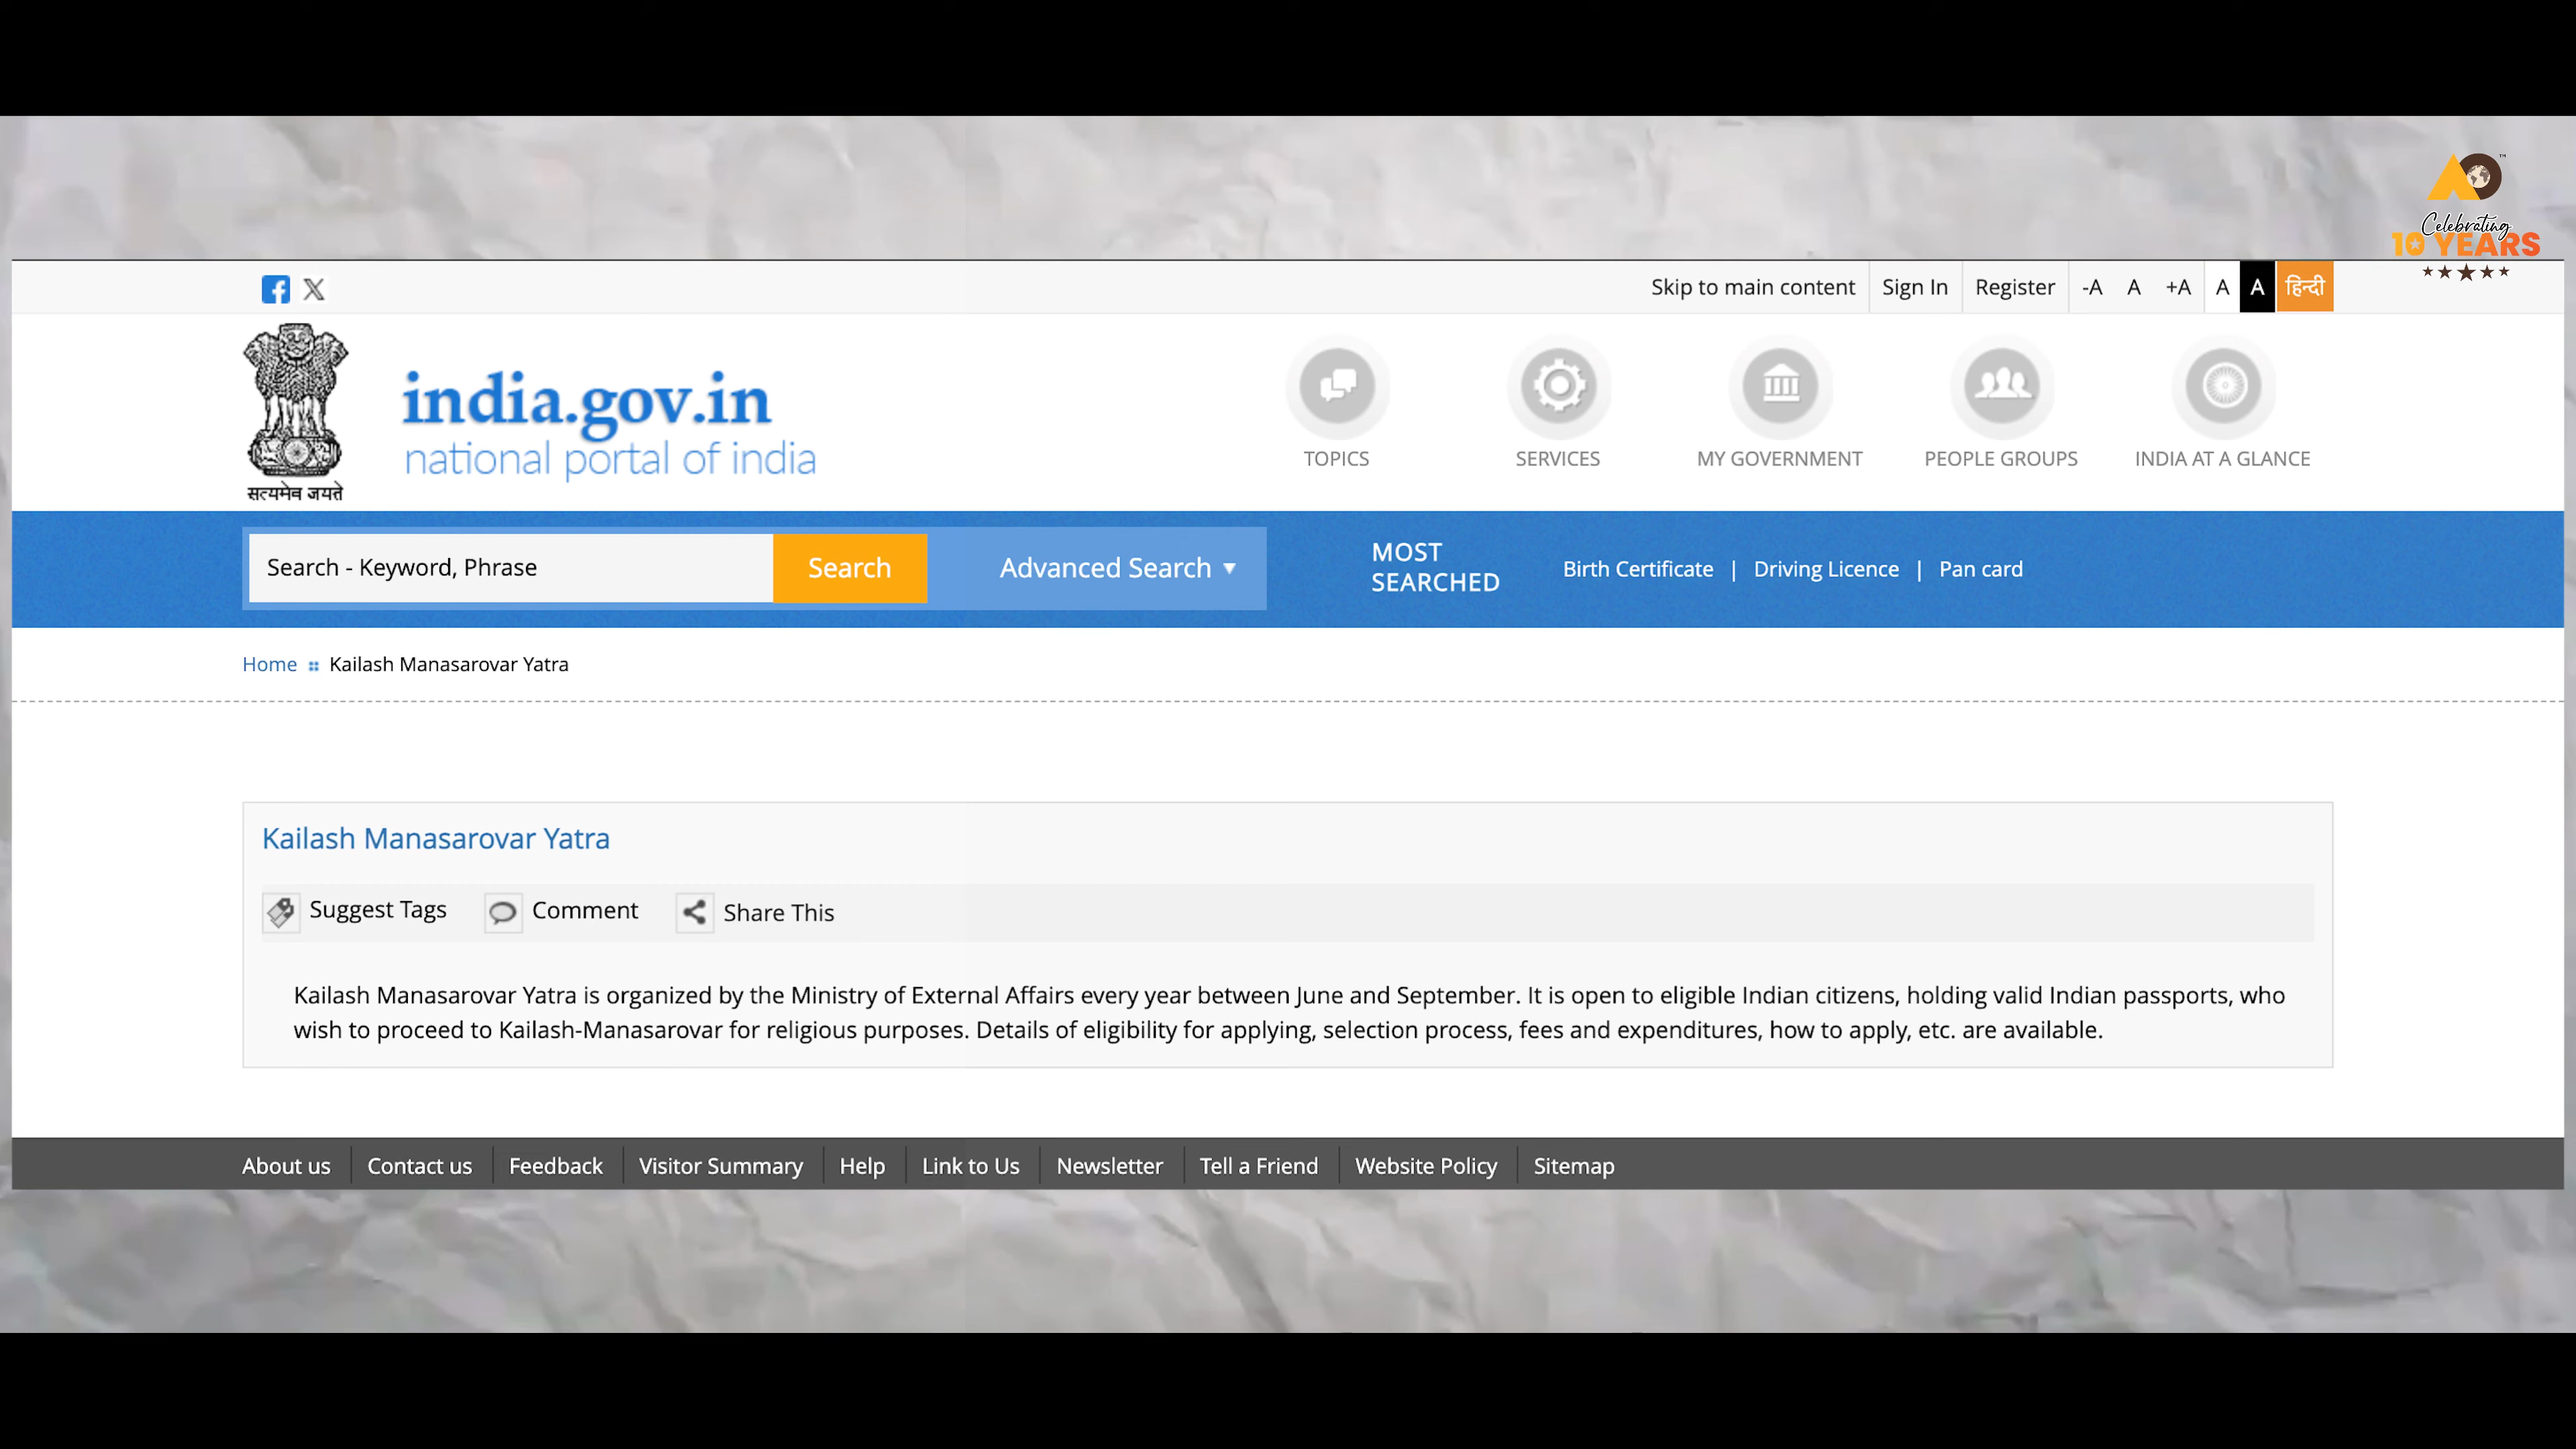 Celebrating
10 YEARS
Skip to main content Sign In Register -A A +A A A हिन्दी
सत्यमेव जयते
india.gov.in
national portal of india
TOPICS SERVICES MY GOVERNMENT PEOPLE GROUPS INDIA AT A GLANCE
Search - Keyword, Phrase Search Advanced Search
MOST
SEARCHED
Birth Certificate | Driving Licence | Pan card
Home Kailash Manasarovar Yatra
Kailash Manasarovar Yatra
Suggest Tags Comment Share This
Kailash Manasarovar Yatra is organized by the Ministry of External Affairs every year between June and September. It is open to eligible Indian citizens, holding valid Indian passports, who
wish to proceed to Kailash-Manasarovar for religious purposes. Details of eligibility for applying, selection process, fees and expenditures, how to apply, etc. are available.
About us Contact us Feedback Visitor Summary Help Link to Us Newsletter Tell a Friend Website Policy Sitemap